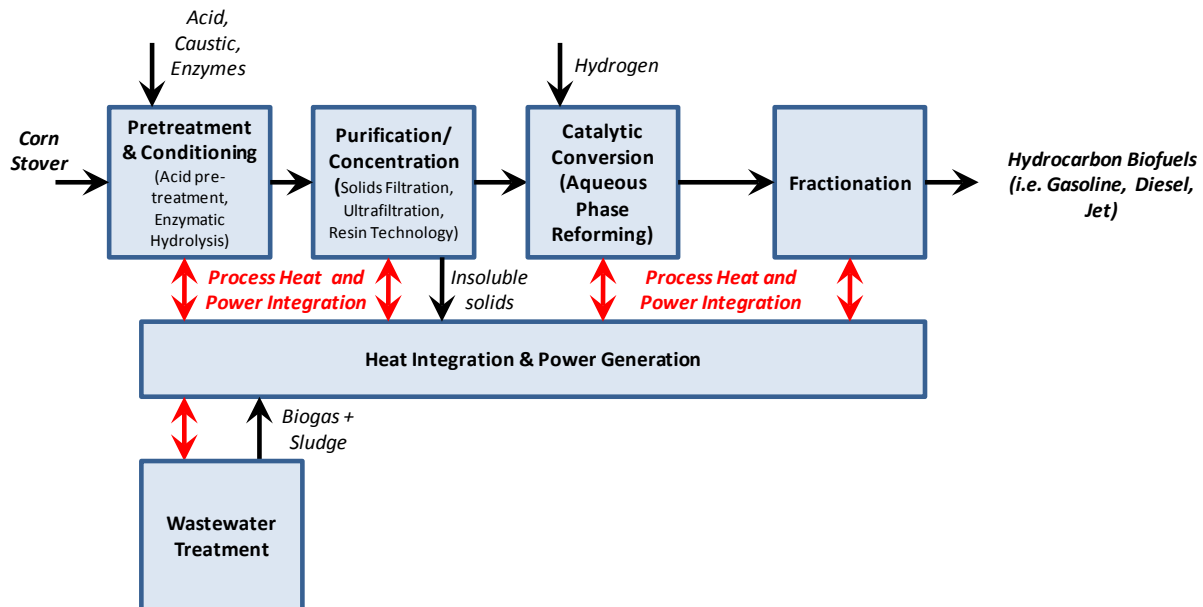 Acid,
Caustic,
Enzymes
Hydrogen
Corn
Stover
Pretreatment
& Conditioning
(Acid pre-
treatment,
Enzymatic
Hydrolysis)
Purification/
Concentration
(Solids Filtration,
Ultrafiltration,
Resin Technology)
Catalytic
Conversion
(Aqueous
Phase
Reforming)
Fractionation
Hydrocarbon Biofuels
(i.e. Gasoline, Diesel,
Jet)
Process Heat and
Power Integration
Insoluble
solids
Process Heat and
Power Integration
Heat Integration & Power Generation
Biogas +
Sludge
Wastewater
Treatment